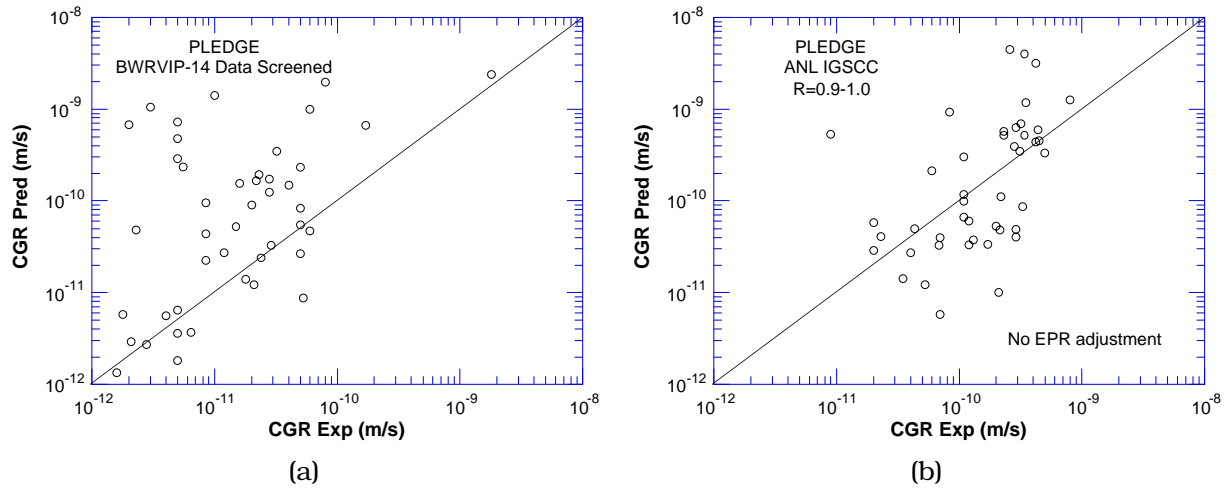 PLEDGE
BWRVIP-14 Data Screened
10⁻⁸
10⁻⁹
10⁻¹⁰
10⁻¹¹
10⁻¹²
CGR Pred (m/s)
10⁻¹² 10⁻¹¹ 10⁻¹⁰ 10⁻⁹ 10⁻⁸
CGR Exp (m/s)
(a)
PLEDGE
ANL IGSCC
R=0.9-1.0
10⁻⁸
10⁻⁹
10⁻¹⁰
10⁻¹¹
10⁻¹²
CGR Pred (m/s)
No EPR adjustment
10⁻¹² 10⁻¹¹ 10⁻¹⁰ 10⁻⁹ 10⁻⁸
CGR Exp (m/s)
(b)